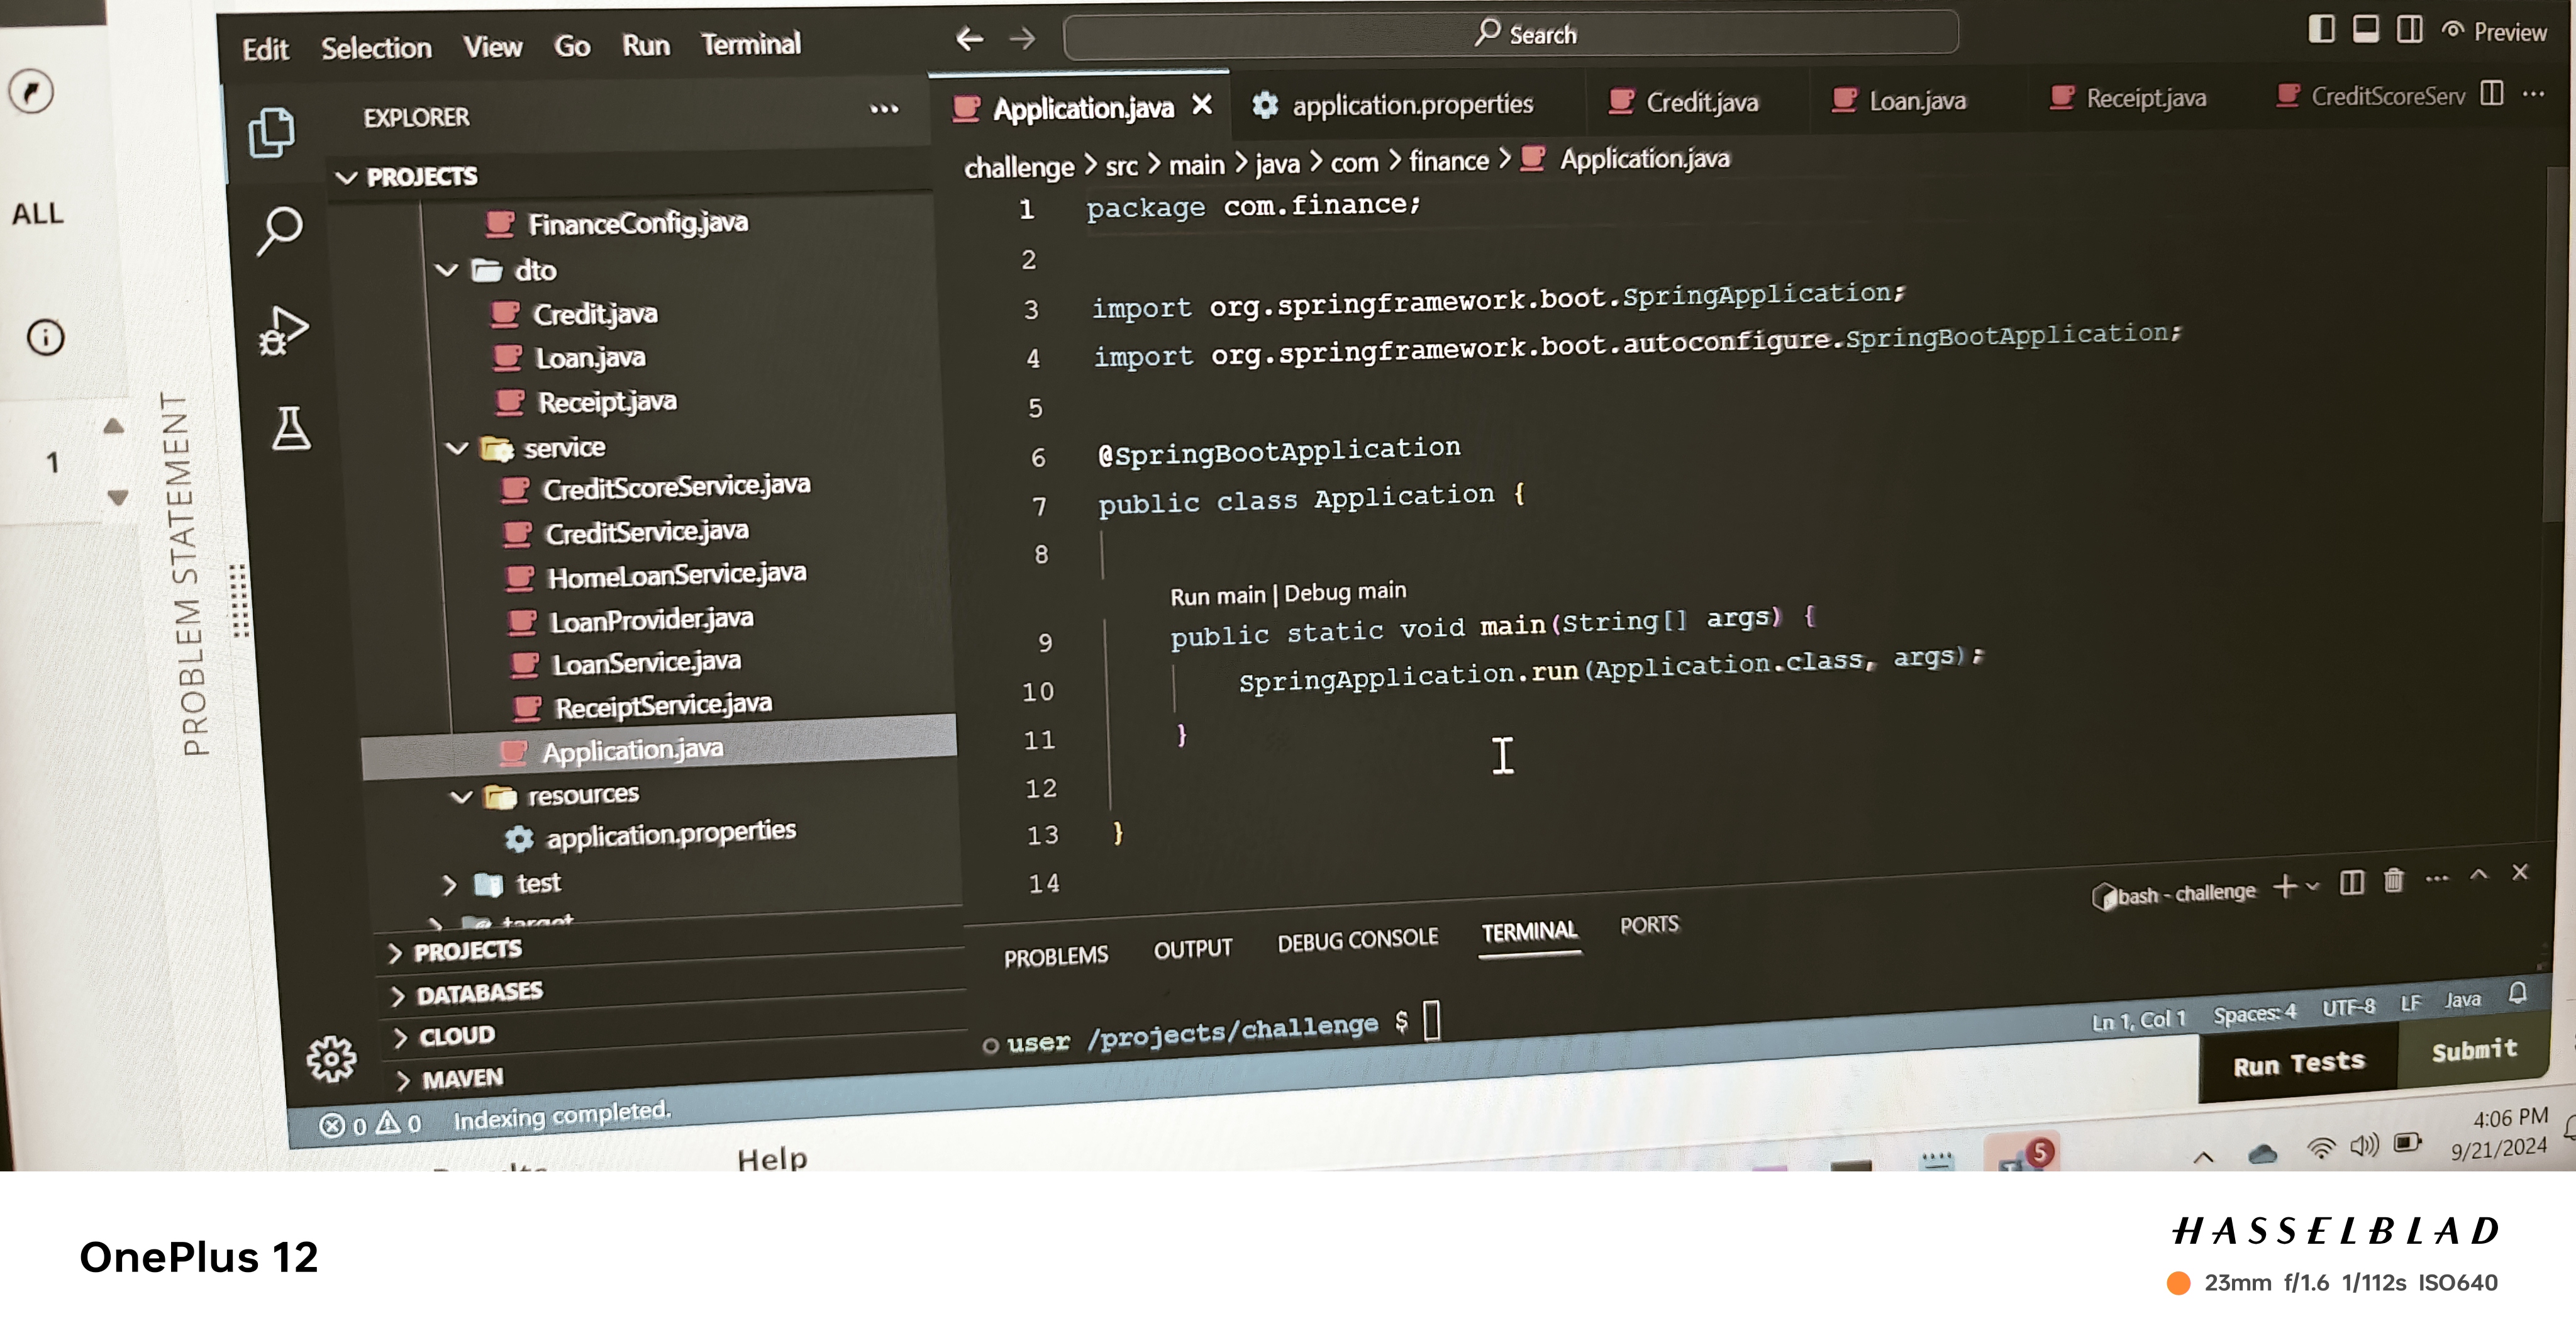 Edit Selection View Go Run Terminal
Search
Preview
ALL
1
PROBLEM STATEMENT
EXPLORER
PROJECTS
FinanceConfig.java
dto
Credit.java
Loan.java
Receipt.java
service
CreditScoreService.java
CreditService.java
HomeLoanService.java
LoanProvider.java
LoanService.java
ReceiptService.java
Application.java
resources
application.properties
test
target
PROJECTS
DATABASES
CLOUD
MAVEN
Application.java application.properties Credit.java Loan.java Receipt.java CreditScoreServ
challenge > src > main > java > com > finance > Application.java
1 package com.finance;
2
3 import org.springframework.boot.SpringApplication;
4 import org.springframework.boot.autoconfigure.SpringBootApplication;
5
6 @SpringBootApplication
7 public class Application {
8
Run main | Debug main
9 public static void main(String[] args) {
10 SpringApplication.run(Application.class, args);
11 }
12
13 }
14
bash - challenge
PROBLEMS OUTPUT DEBUG CONSOLE TERMINAL PORTS
user /projects/challenge $
0 0 Indexing completed.
Ln 1, Col 1 Spaces: 4 UTF-8 LF Java
Run Tests Submit
Help
5
4:06 PM
9/21/2024
OnePlus 12
HASSELBLAD
23mm f/1.6 1/112s ISO640